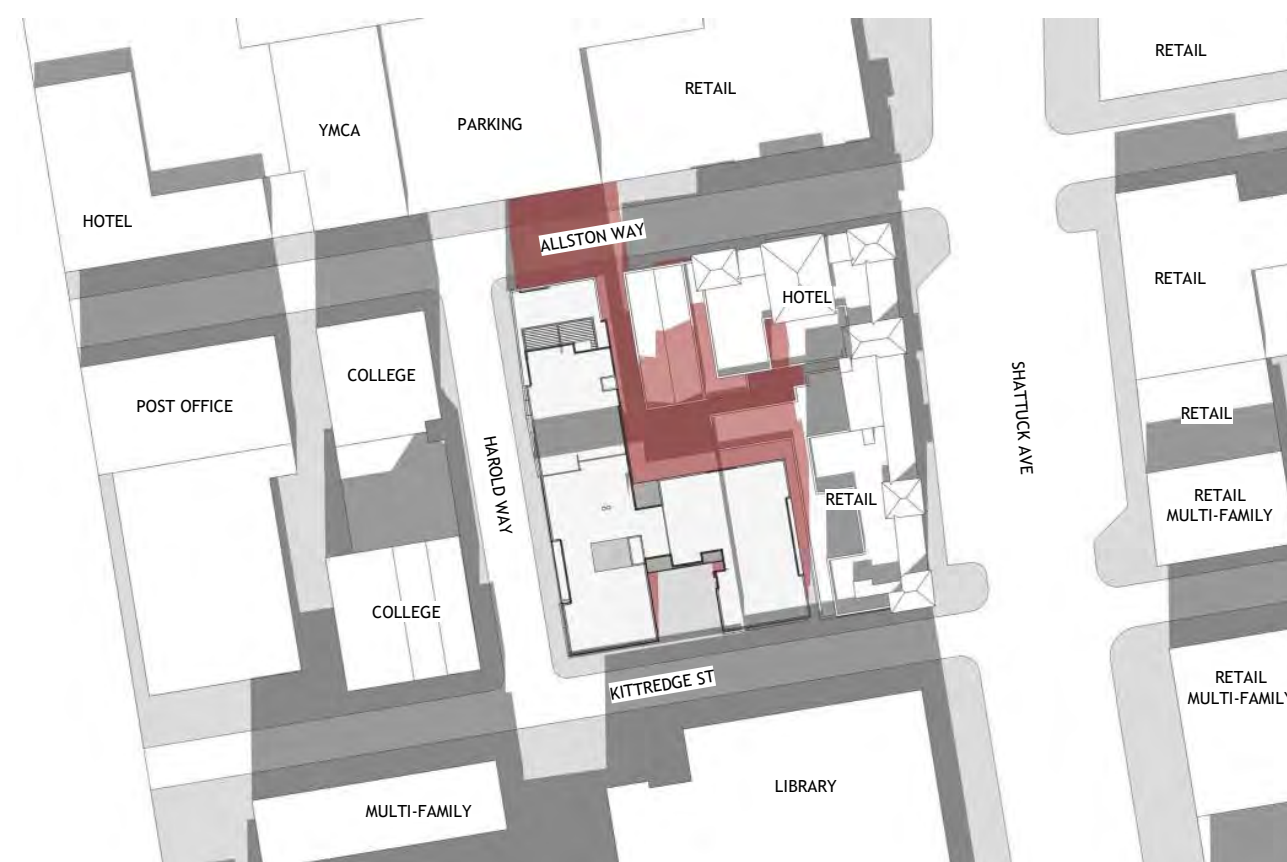 RETAIL
RETAIL
PARKING
YMCA
HOTEL
ALLSTON WAY
RETAIL
HOTEL
COLLEGE
POST OFFICE
SHATTUCK AVE
RETAIL
HAROLD WAY
RETAIL
RETAIL
MULTI-FAMILY
COLLEGE
KITTREDGE ST
RETAIL
MULTI-FAMILY
LIBRARY
MULTI-FAMILY